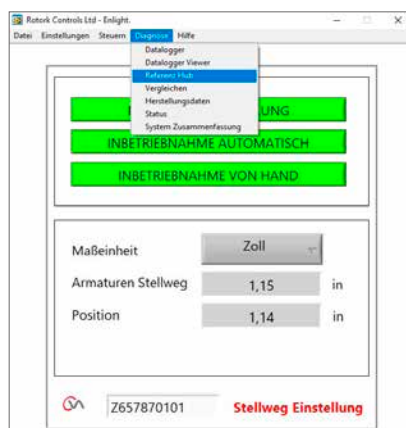 Rotork Controls Ltd - Enlight.
Datei Einstellungen Steuern Diagnose Hilfe
Datalogger
Datalogger Viewer
Referenz Hub
Vergleichen
Herstellungsdaten
Status
System Zusammenfassung
UNG
INBETRIEBNAHME AUTOMATISCH
INBETRIEBNAHME VON HAND
Maßeinheit Zoll
Armaturen Stellweg 1,15 in
Position 1,14 in
Z657870101 Stellweg Einstellung